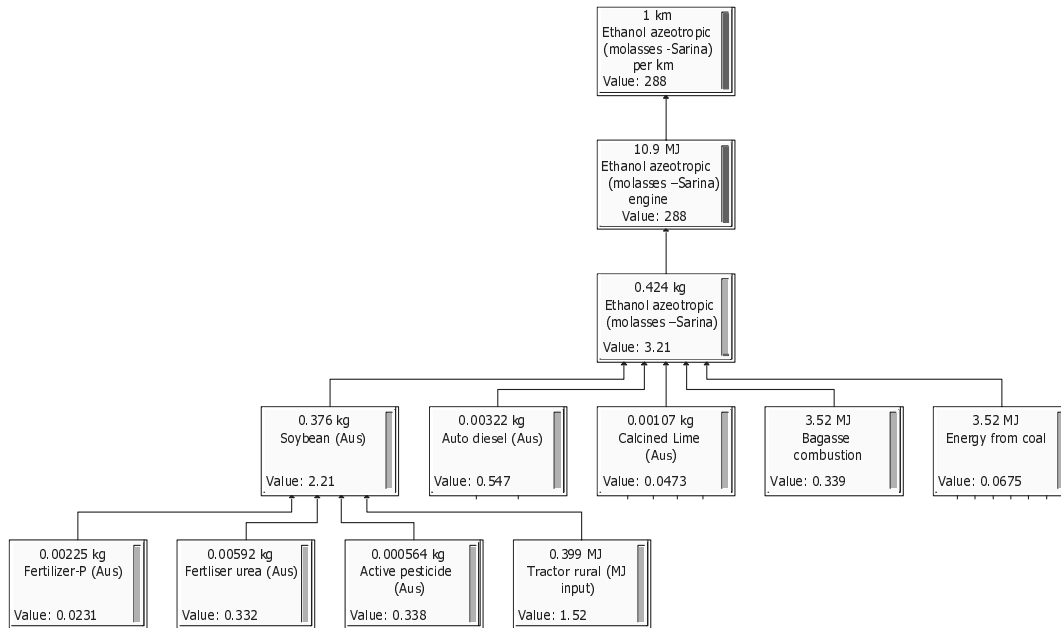 1 km
Ethanol azeotropic
(molasses -Sarina)
per km
Value: 288
10.9 MJ
Ethanol azeotropic
(molasses –Sarina)
engine
Value: 288
0.424 kg
Ethanol azeotropic
(molasses –Sarina)
Value: 3.21
0.376 kg
Soybean (Aus)
Value: 2.21
0.00322 kg
Auto diesel (Aus)
Value: 0.547
0.00107 kg
Calcined Lime
(Aus)
Value: 0.0473
3.52 MJ
Bagasse
combustion
Value: 0.339
3.52 MJ
Energy from coal
Value: 0.0675
0.00225 kg
Fertilizer-P (Aus)
Value: 0.0231
0.00592 kg
Fertliser urea (Aus)
Value: 0.332
0.000564 kg
Active pesticide
(Aus)
Value: 0.338
0.399 MJ
Tractor rural (MJ
input)
Value: 1.52